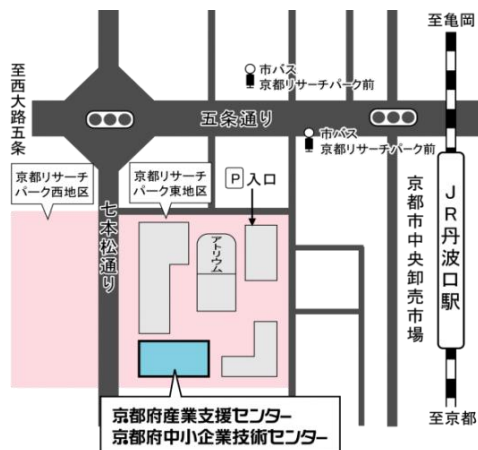 至亀岡
市バス
京都リサーチパーク前
至西大路五条
五条通り
市バス
京都リサーチパーク前
京都リサーチ
パーク西地区
京都リサーチ
パーク東地区
P 入口
七本松通り
アトリウム
京都市中央卸売市場
JR丹波口駅
至京都
京都府産業支援センター
京都府中小企業技術センター